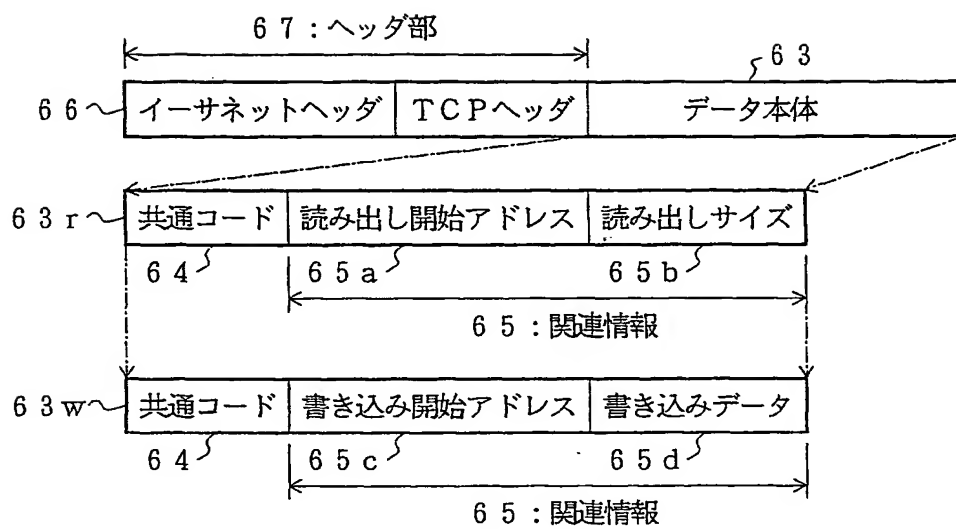 ６７：ヘッダ部
６３
６６ イーサネットヘッダ ＴＣＰヘッダ データ本体
６３ｒ 共通コード 読み出し開始アドレス 読み出しサイズ
６４ ６５ａ ６５ｂ
６５：関連情報
６３ｗ 共通コード 書き込み開始アドレス 書き込みデータ
６４ ６５ｃ ６５ｄ
６５：関連情報